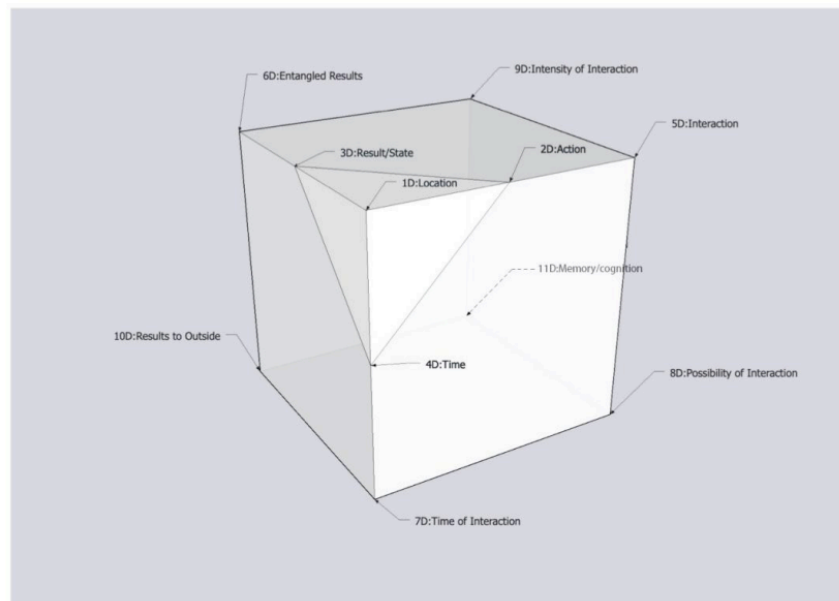 9D:Intensity of Interaction
6D:Entangled Results
5D:Interaction
2D:Action
3D:Result/State
1D:Location
11D:Memory/cognition
10D:Results to Outside
4D:Time
8D:Possibility of Interaction
7D:Time of Interaction